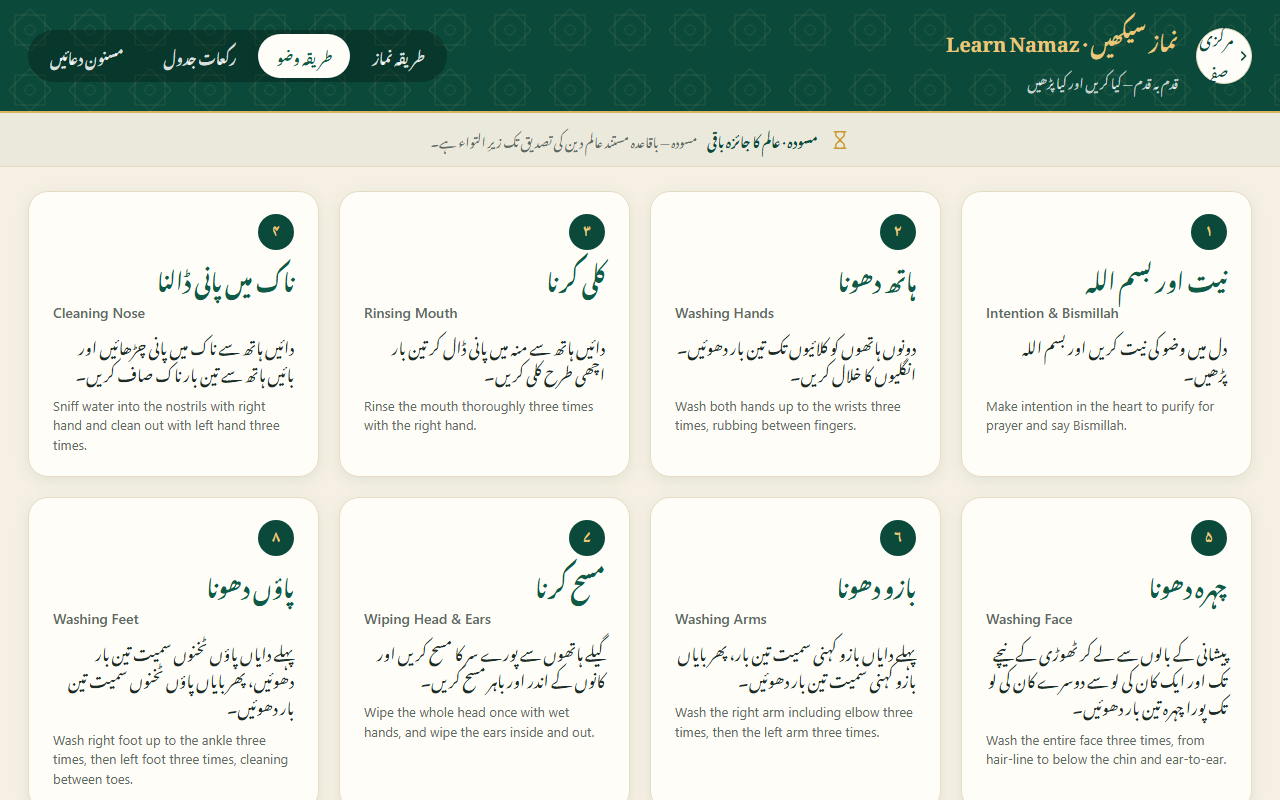 مرکزی صفحہ
نماز سیکھیں · Learn Namaz
قدم بہ قدم — کیا کریں اور کیا پڑھیں
طریقہ نماز
طریقہ وضو
رکعات جدول
مسنون دعائیں
مسودہ · عالم کا جائزہ باقی مسودہ — باقاعدہ مستند عالم دین کی تصدیق تک زیر التواء ہے۔
۱
نیت اور بسم اللہ
Intention & Bismillah
دل میں وضو کی نیت کریں اور بسم اللہ
پڑھیں۔
Make intention in the heart to purify for
prayer and say Bismillah.
۲
ہاتھ دھونا
Washing Hands
دونوں ہاتھوں کو کلائیوں تک تین بار دھوئیں۔
انگلیوں کا خلال کریں۔
Wash both hands up to the wrists three
times, rubbing between fingers.
۳
کلی کرنا
Rinsing Mouth
دائیں ہاتھ سے منہ میں پانی ڈال کر تین بار
اچھی طرح کلی کریں۔
Rinse the mouth thoroughly three times
with the right hand.
۴
ناک میں پانی ڈالنا
Cleaning Nose
دائیں ہاتھ سے ناک میں پانی چڑھائیں اور
بائیں ہاتھ سے تین بار ناک صاف کریں۔
Sniff water into the nostrils with right
hand and clean out with left hand three
times.
۵
چہرہ دھونا
Washing Face
پیشانی کے بالوں سے لے کر ٹھوڑی کے نیچے
تک اور ایک کان کی لو سے دوسرے کان کی لو
تک پورا چہرہ تین بار دھوئیں۔
Wash the entire face three times, from
hair-line to below the chin and ear-to-ear.
۶
بازو دھونا
Washing Arms
پہلے دایاں بازو کہنی سمیت تین بار، پھر بایاں
بازو کہنی سمیت تین بار دھوئیں۔
Wash the right arm including elbow three
times, then the left arm three times.
۷
مسح کرنا
Wiping Head & Ears
گیلے ہاتھوں سے پورے سر کا مسح کریں اور
کانوں کے اندر اور باہر مسح کریں۔
Wipe the whole head once with wet
hands, and wipe the ears inside and out.
۸
پاؤں دھونا
Washing Feet
پہلے دایاں پاؤں ٹخنوں سمیت تین بار
دھوئیں، پھر بایاں پاؤں ٹخنوں سمیت تین
بار دھوئیں۔
Wash right foot up to the ankle three
times, then left foot three times, cleaning
between toes.